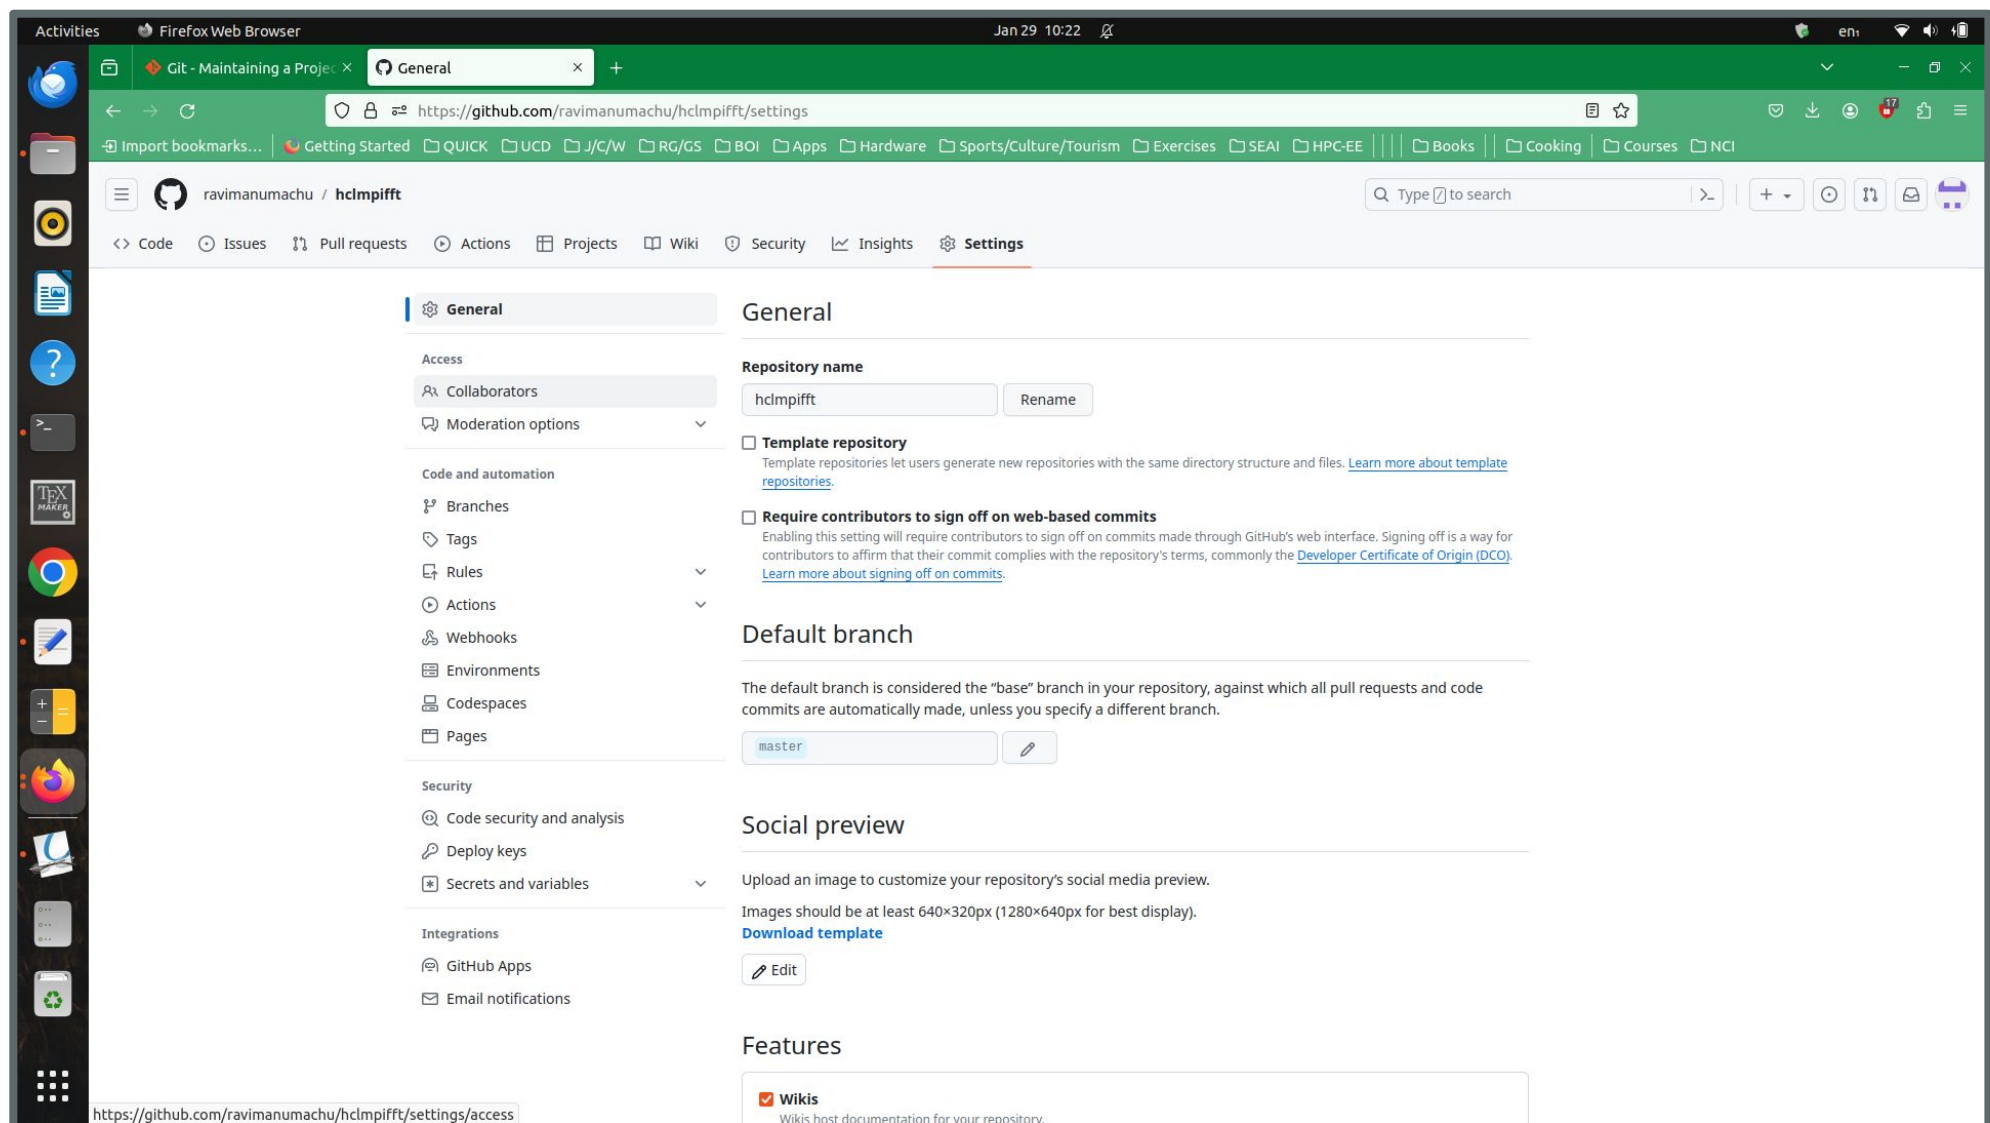 Activities Firefox Web Browser Jan 29 10:22 en₁
Git - Maintaining a Projec × General × +
https://github.com/ravimanumachu/hclmpifft/settings 17
Import bookmarks... Getting Started QUICK UCD J/C/W RG/GS BOI Apps Hardware Sports/Culture/Tourism Exercises SEAI HPC-EE Books Cooking Courses NCI
ravimanumachu / hclmpifft Type / to search
Code Issues Pull requests Actions Projects Wiki Security Insights Settings
TEX
MAKER
General
Access
Collaborators
Moderation options
Code and automation
Branches
Tags
Rules
Actions
Webhooks
Environments
Codespaces
Pages
Security
Code security and analysis
Deploy keys
Secrets and variables
Integrations
GitHub Apps
Email notifications
General
Repository name
hclmpifft Rename
Template repository
Template repositories let users generate new repositories with the same directory structure and files. Learn more about template
repositories.
Require contributors to sign off on web-based commits
Enabling this setting will require contributors to sign off on commits made through GitHub's web interface. Signing off is a way for
contributors to affirm that their commit complies with the repository's terms, commonly the Developer Certificate of Origin (DCO).
Learn more about signing off on commits.
Default branch
The default branch is considered the “base” branch in your repository, against which all pull requests and code
commits are automatically made, unless you specify a different branch.
master
Social preview
Upload an image to customize your repository’s social media preview.
Images should be at least 640×320px (1280×640px for best display).
Download template
Edit
Features
Wikis
Wikis host documentation for your repository.
https://github.com/ravimanumachu/hclmpifft/settings/access